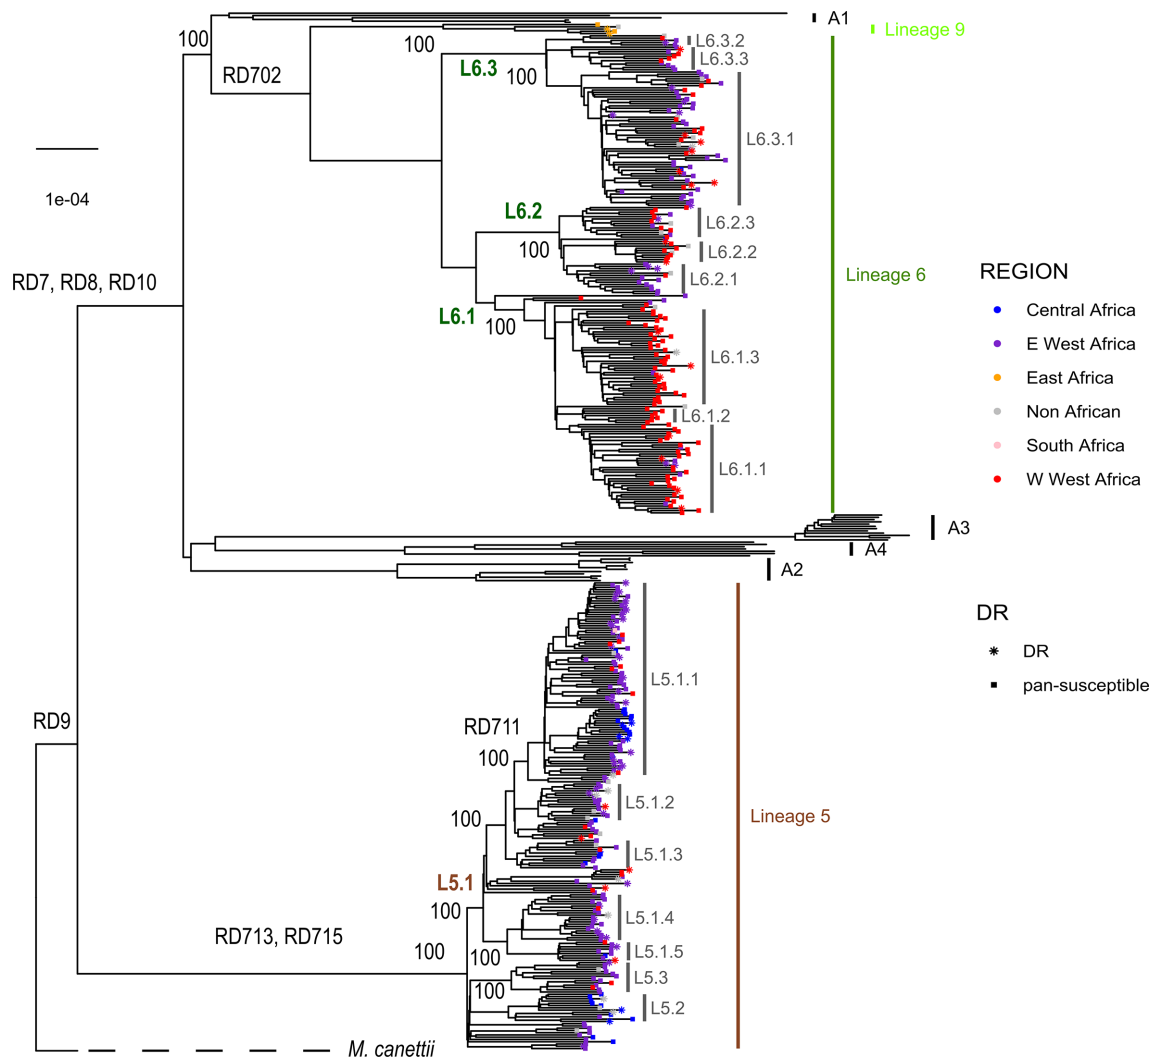 A1
Lineage 9
100
100
L6.3.2
L6.3
L6.3.3
RD702
100
L6.3.1
1e-04
L6.2
L6.2.3
100
L6.2.2
RD7, RD8, RD10
L6.2.1
Lineage 6
REGION
Central Africa
L6.1
100
E West Africa
L6.1.3
East Africa
Non African
L6.1.2
South Africa
L6.1.1
W West Africa
A3
A4
A2
DR
DR
L5.1.1
pan-susceptible
RD9
RD711
100
L5.1.2
100
Lineage 5
L5.1.3
L5.1
100
L5.1.4
RD713, RD715
100
100
L5.1.5
L5.3
100
L5.2
M. canettii